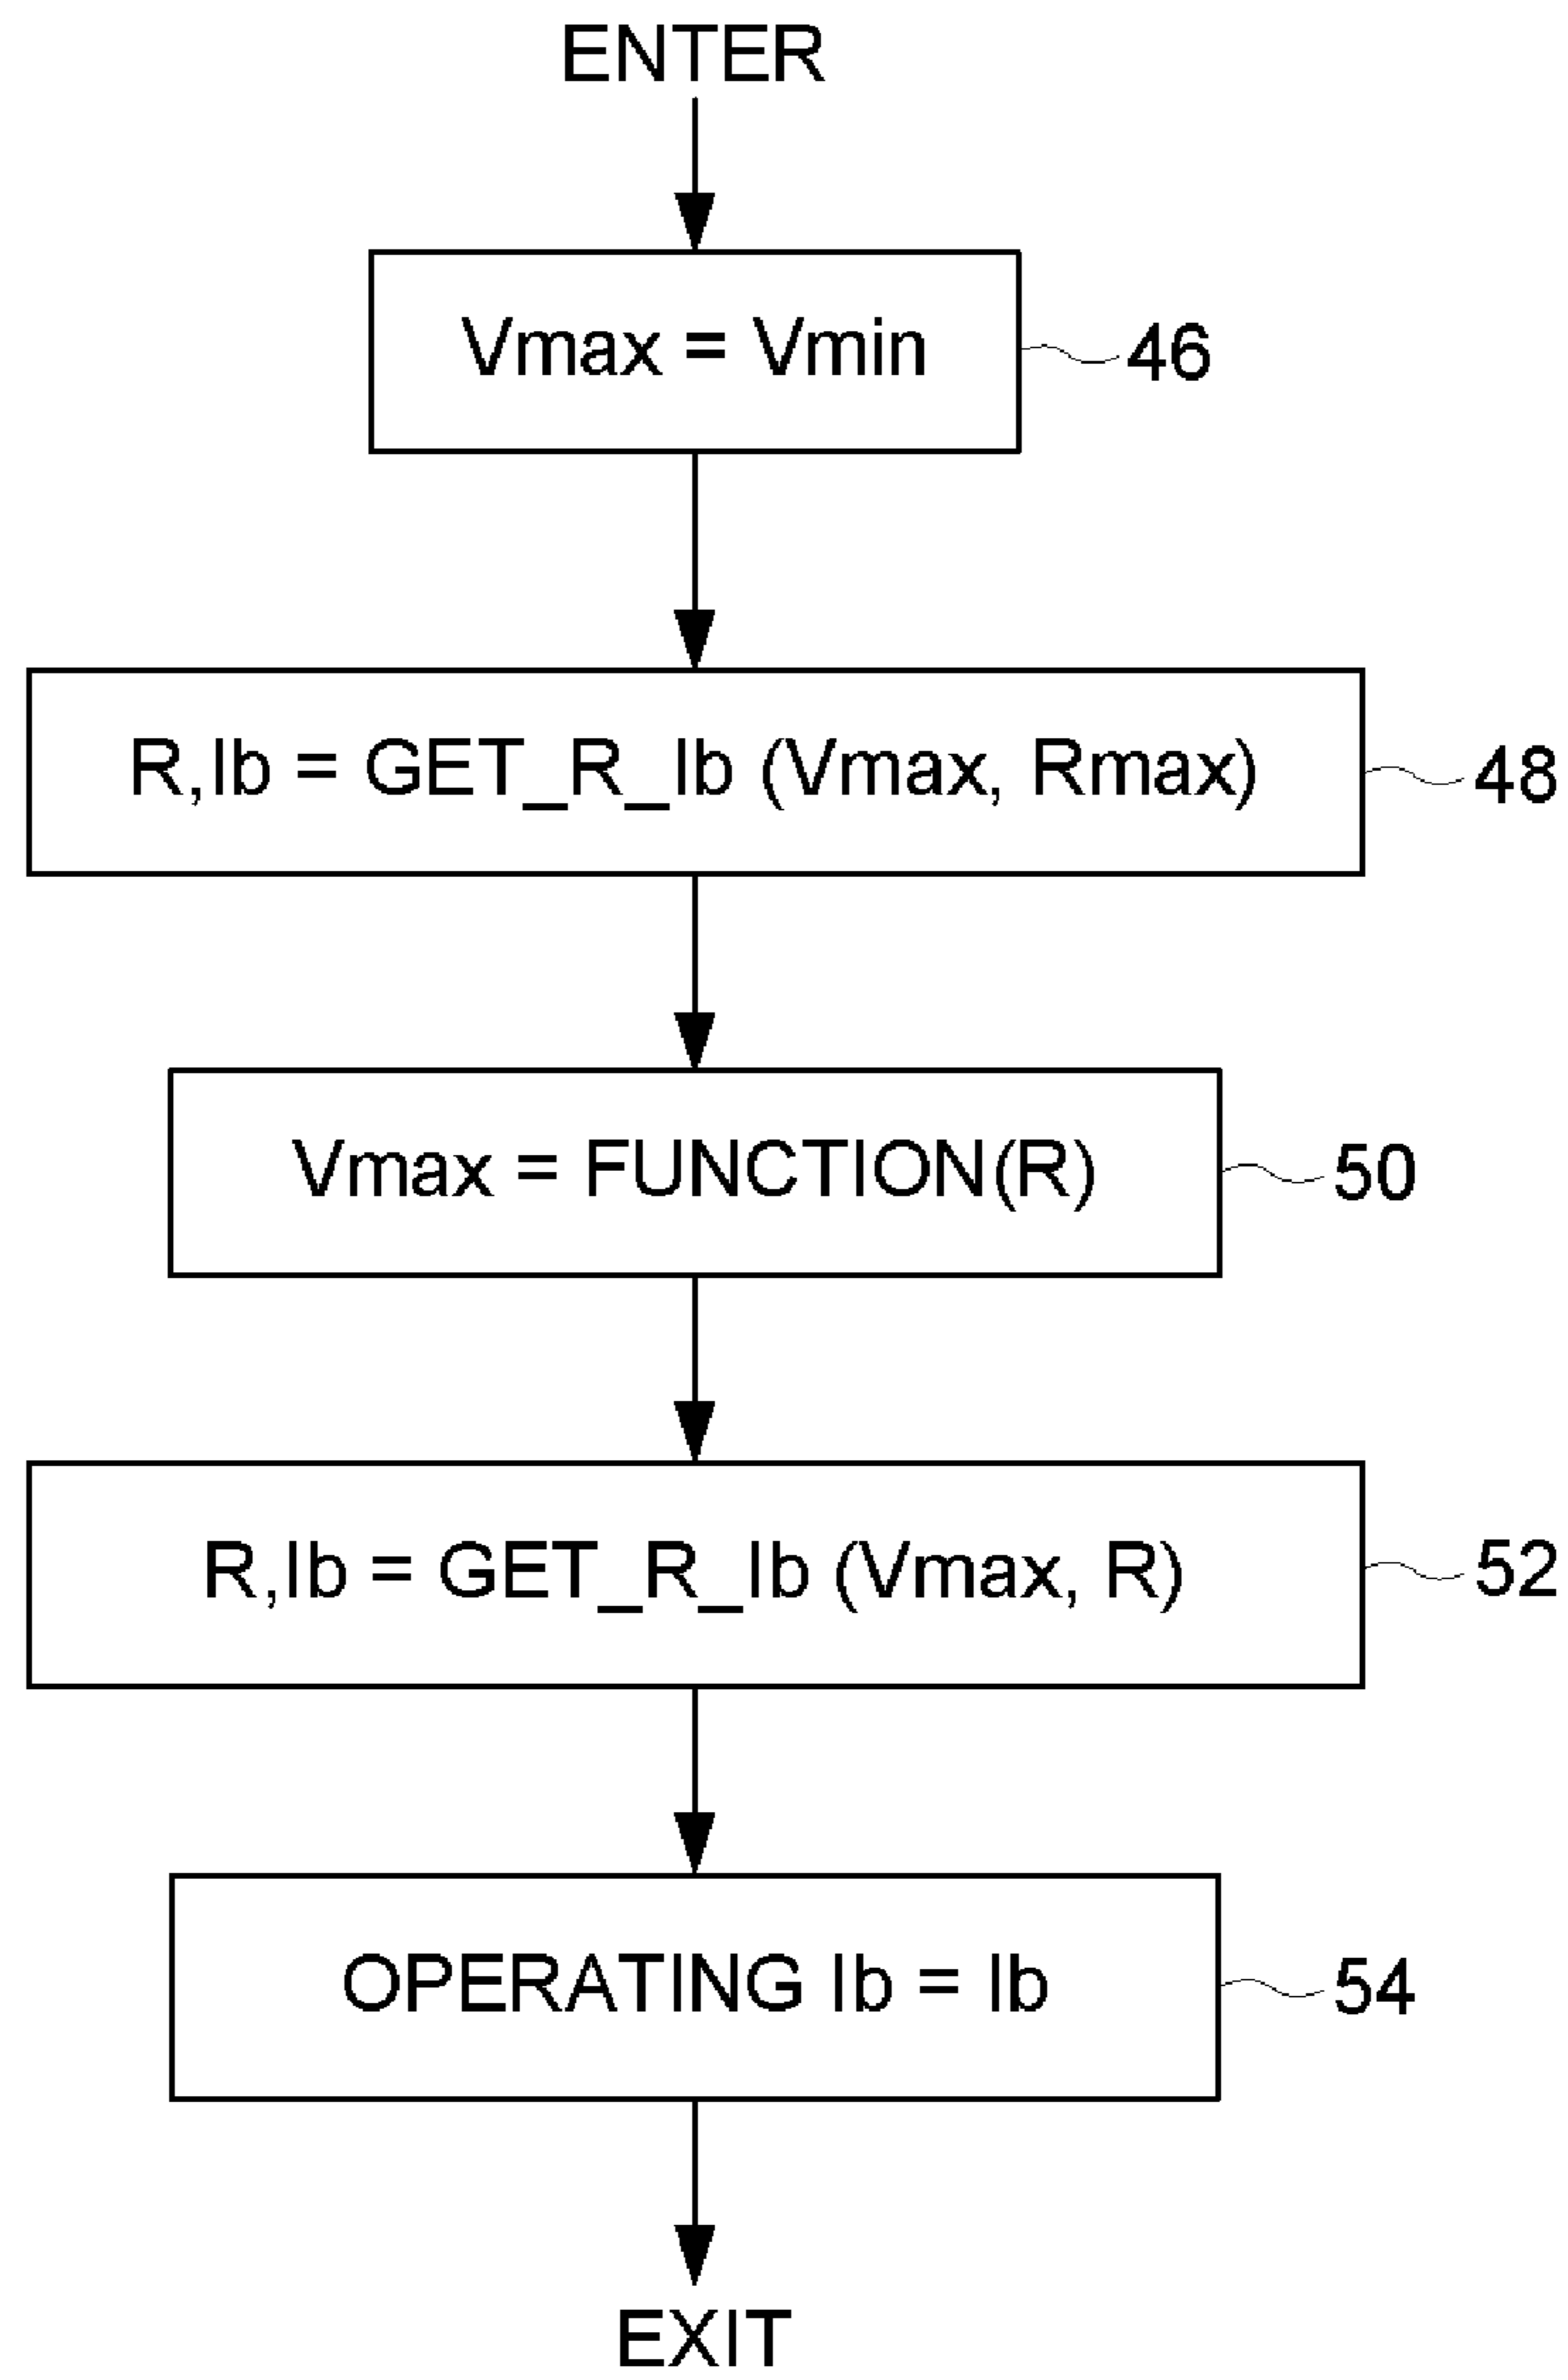 ENTER
Vmax = Vmin
46
R,Ib = GET_R_Ib (Vmax, Rmax)
48
Vmax = FUNCTION(R)
50
R,Ib = GET_R_Ib (Vmax, R)
52
OPERATING Ib = Ib
54
EXIT